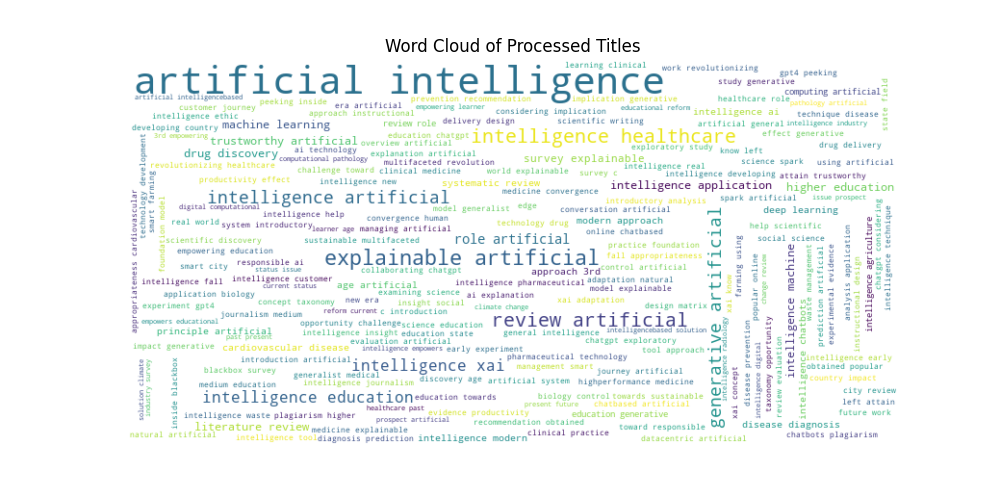 Word Cloud of Processed Titles
artificial intelligence
learning clinical
work revolutionizing
gpt4 peeking
study generative
computing artificial
artificial intelligencebased
peeking inside
era artificial
prevention recommendation
implication generative
healthcare role
pathology artificial
customer journey
approach instructional
empowering learner
considering implication
educational reform
intelligence ai
technique disease
state field
intelligence ethic
review role
delivery design
scientific writing
artificial general
intelligence industry
developing country
machine learning
education chatgpt
intelligence healthcare
effect generative
3rd empowering
trustworthy artificial
overview artificial
exploratory study
know left
drug delivery
drug discovery
ai technology
explanation artificial
survey explainable
science spark
using artificial
computational pathology
multifaceted revolution
revolutionizing healthcare
challenge toward
clinical medicine
world explainable
survey c
intelligence real
intelligence developing
attain trustworthy
productivity effect
intelligence new
systematic review
medicine convergence
intelligence application
higher education
intelligence artificial
model generalist
edge
introductory analysis
spark artificial
issue prospect
digital computational
intelligence help
convergence human
conversation artificial
modern approach
deep learning
real world
system introductory
learner age
managing artificial
technology drug
online chatbased
help scientific
scientific discovery
sustainable multifaceted
role artificial
practice foundation
social science
empowering education
fall appropriateness
smart city
responsible ai
status issue
explainable artificial
control artificial
current status
collaborating chatgpt
approach 3rd
adaptation natural
intelligence fall
intelligence customer
age artificial
examining science
intelligence pharmaceutical
model explainable
application biology
new era
ai explanation
xai adaptation
experiment gpt4
concept taxonomy
insight social
climate change
design matrix
journalism medium
reform current
c introduction
review artificial
empowers educational
opportunity challenge
science education
general intelligence
intelligencebased solution
principle artificial
past present
intelligence insight
education state
chatgpt exploratory
impact generative
cardiovascular disease
evaluation artificial
intelligence empowers
early experiment
tool approach
introduction artificial
pharmaceutical technology
blackbox survey
intelligence xai
management smart
journey artificial
generalist medical
discovery age
artificial system
highperformance medicine
medium education
intelligence journalism
intelligence education
education towards
biology control
towards sustainable
healthcare past
present future
chatbased artificial
intelligence waste
plagiarism higher
evidence productivity
education generative
prospect artificial
recommendation obtained
literature review
medicine explainable
toward responsible
natural artificial
intelligence tool
diagnosis prediction
intelligence modern
clinical practice
datacentric artificial
disease diagnosis
chatbots plagiarism
intelligence early
obtained popular
country impact
city review
left attain
future work
appropriateness cardiovascular
technology development
smart farming
foundation model
solution climate
industry survey
inside blackbox
generative artificial
intelligence radiology
xai know
xai concept
farming using
disease prevention
popular online
intelligence digital
change review
taxonomy opportunity
review evaluation
intelligence machine
intelligence chatbots
waste management
prediction artificial
experimental evidence
analysis application
instructional design
intelligence agriculture
chatgpt considering
intelligence technique